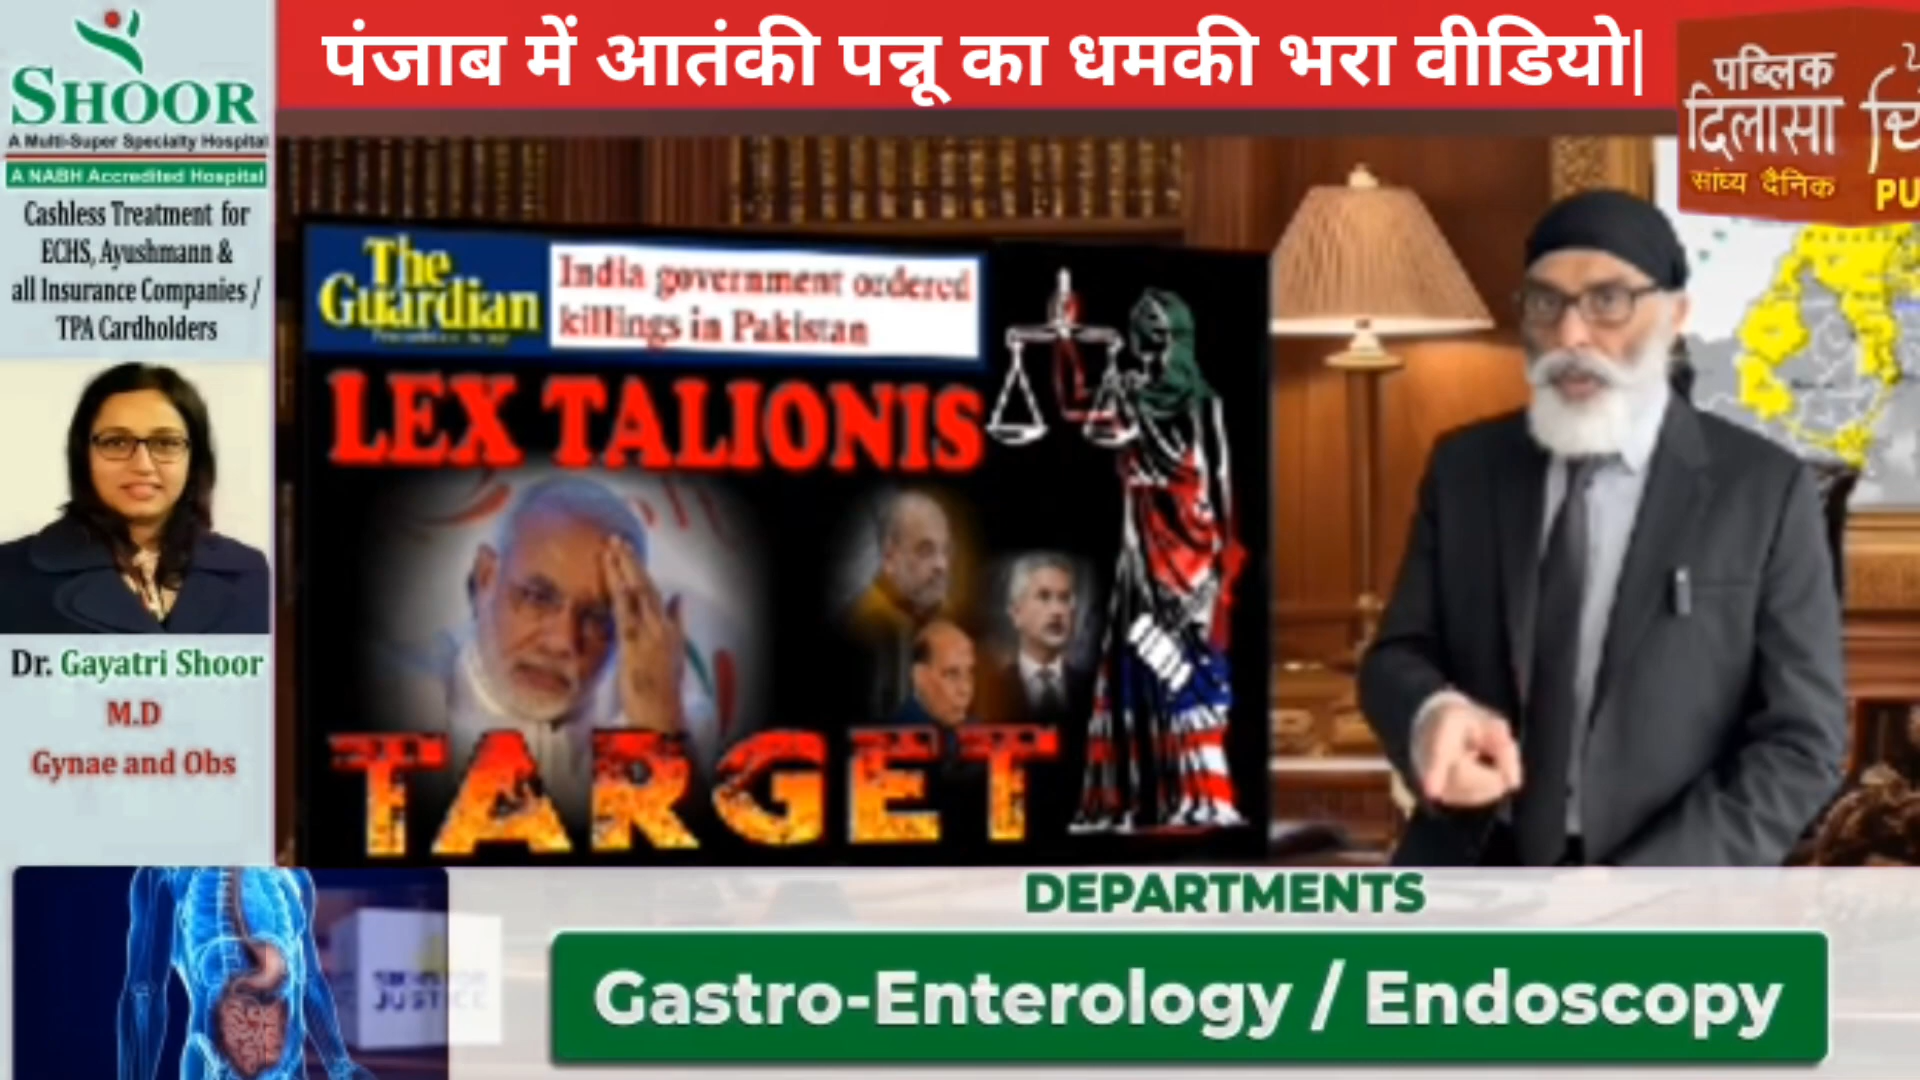 SHOOR
A Multi-Super Specialty Hospital
A NABH Accredited Hospital
Cashless Treatment for
ECHS, Ayushmann &
all Insurance Companies /
TPA Cardholders
Dr. Gayatri Shoor
M.D
Gynae and Obs
पंजाब में आतंकी पन्नू का धमकी भरा वीडियो|
पब्लिक
दिलासा
सांध्य दैनिक
PU
The
Guardian
India government ordered
killings in Pakistan
LEX TALIONIS
TARGET
JUSTICE
DEPARTMENTS
Gastro-Enterology / Endoscopy